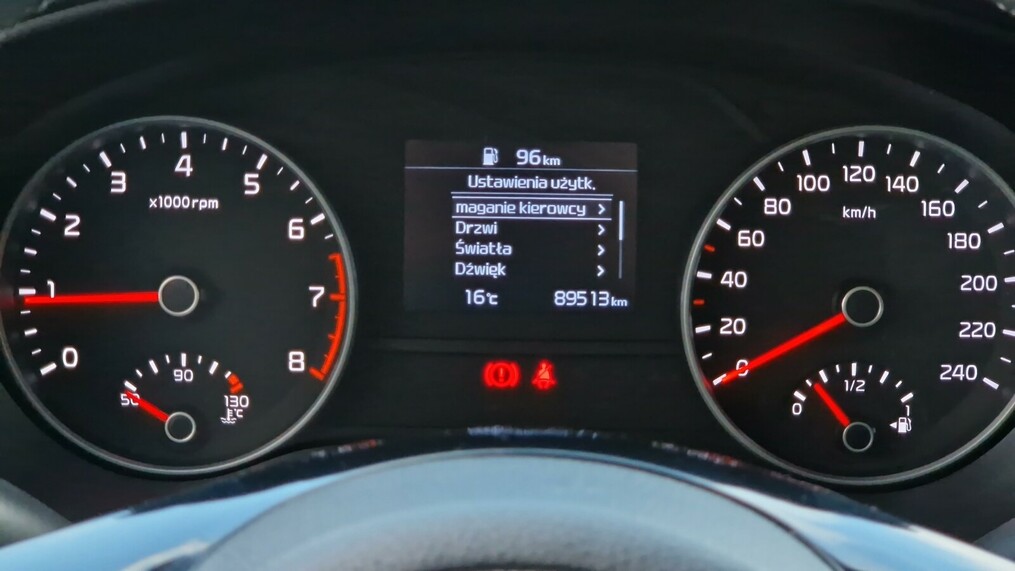 0
1
2
3
4
5
6
7
8
x1000rpm
50
90
130
°C
96km
Ustawienia użytk.
maganie kierowcy
Drzwi
Światła
Dźwięk
16°C 89513km
0
20
40
60
80
100
120
140
160
180
200
220
240
km/h
0
1/2
1